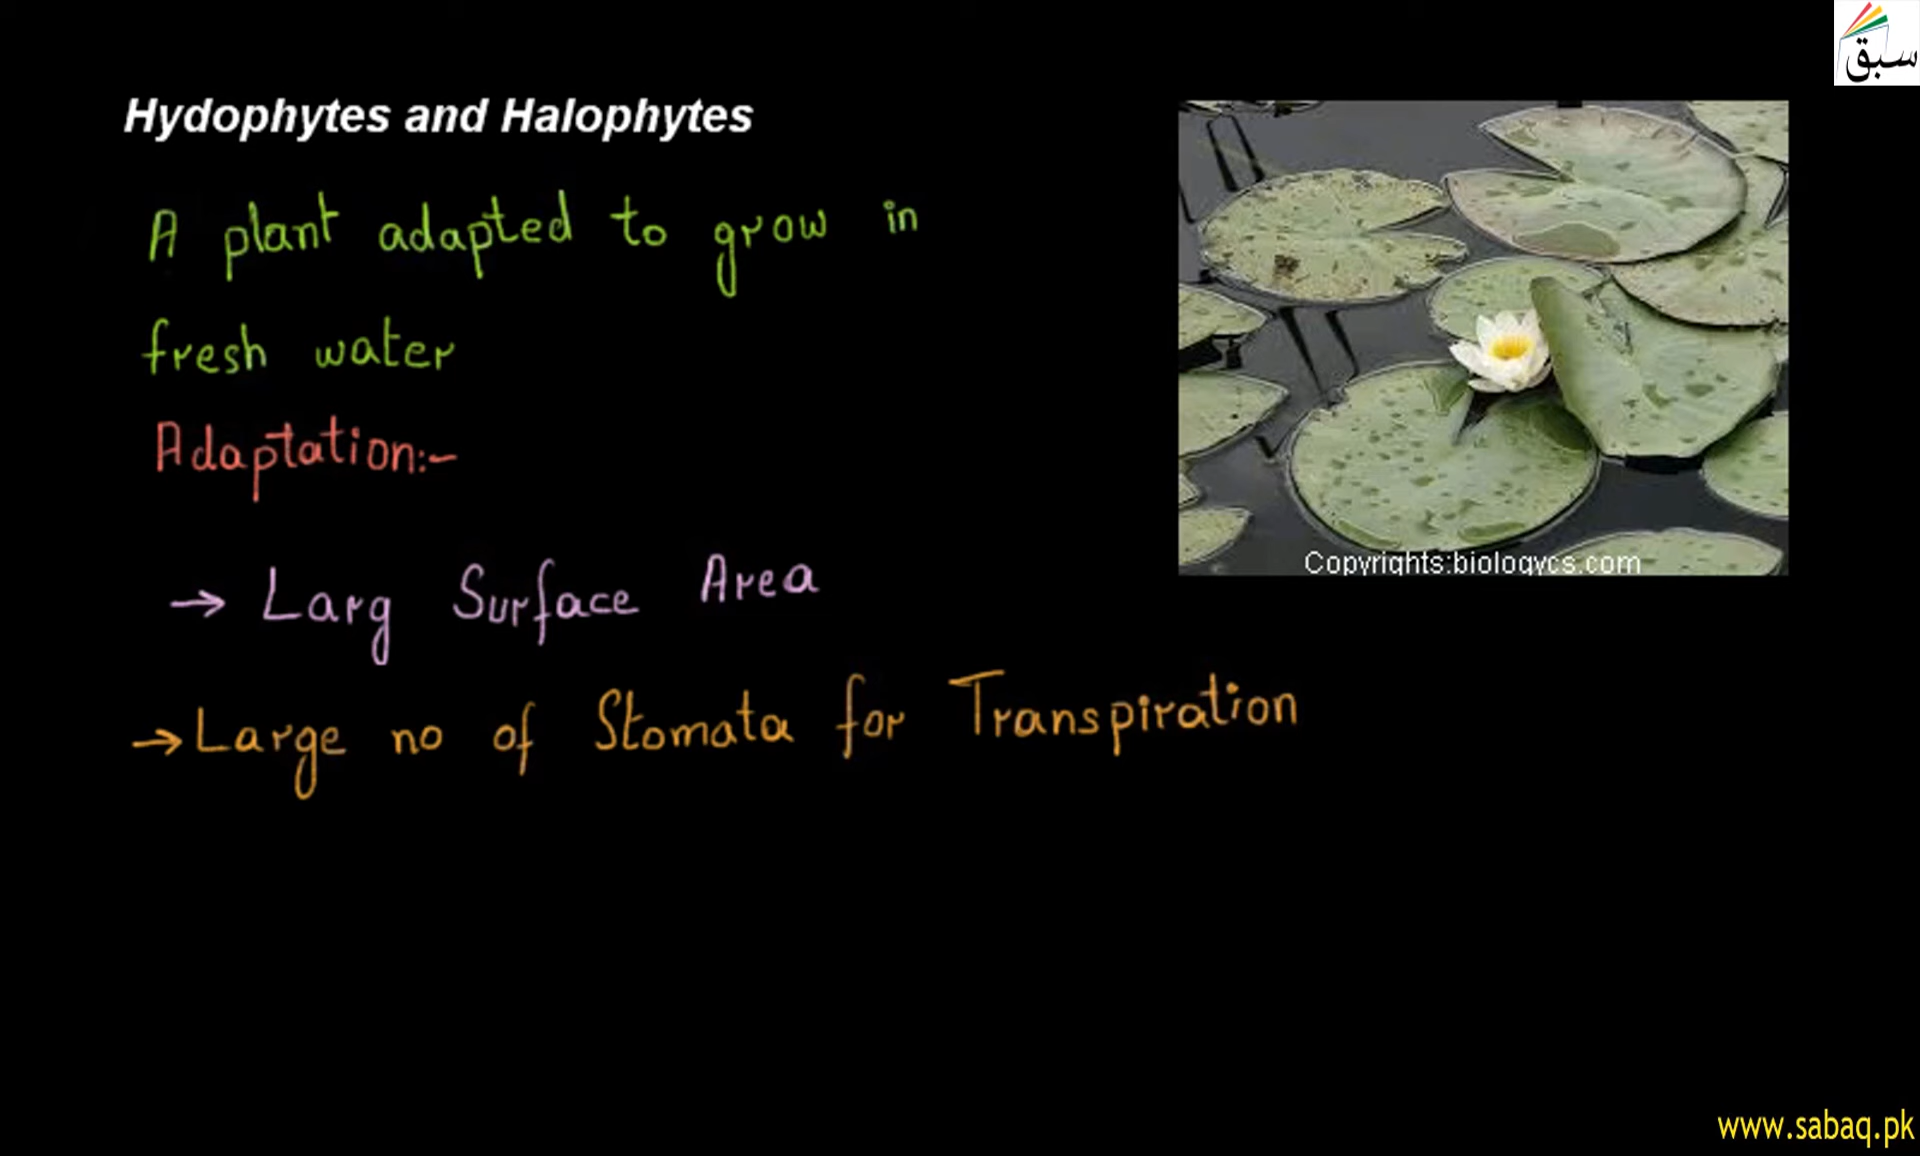 سبق
Hydophytes and Halophytes
A plant adapted to grow in
fresh water
Adaptation:-
→ Larg Surface Area
→ Large no of Stomata for Transpiration
Copyrights:biologycs.com
www.sabaq.pk